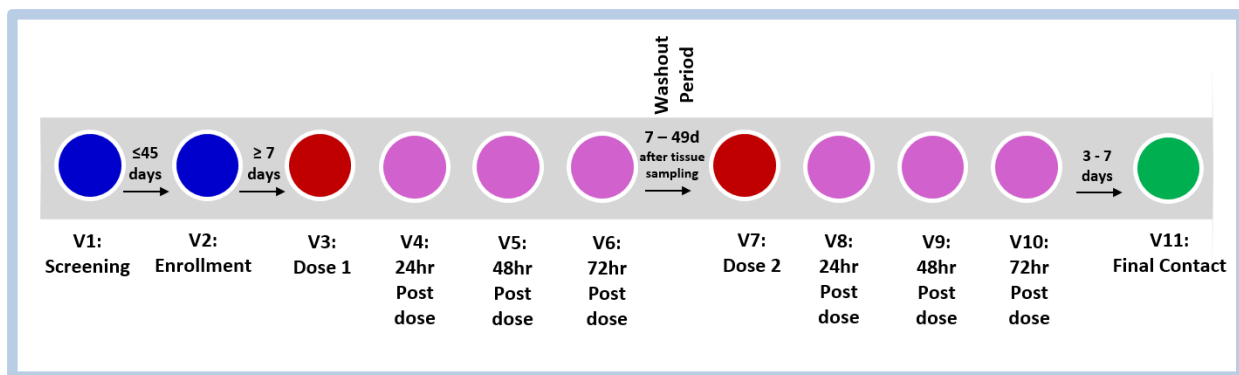 Washout
Period
≤45
days
≥ 7
days
7 – 49d
after tissue
sampling
3 - 7
days
V1:
Screening
V2:
Enrollment
V3:
Dose 1
V4:
24hr
Post
dose
V5:
48hr
Post
dose
V6:
72hr
Post
dose
V7:
Dose 2
V8:
24hr
Post
dose
V9:
48hr
Post
dose
V10:
72hr
Post
dose
V11:
Final Contact